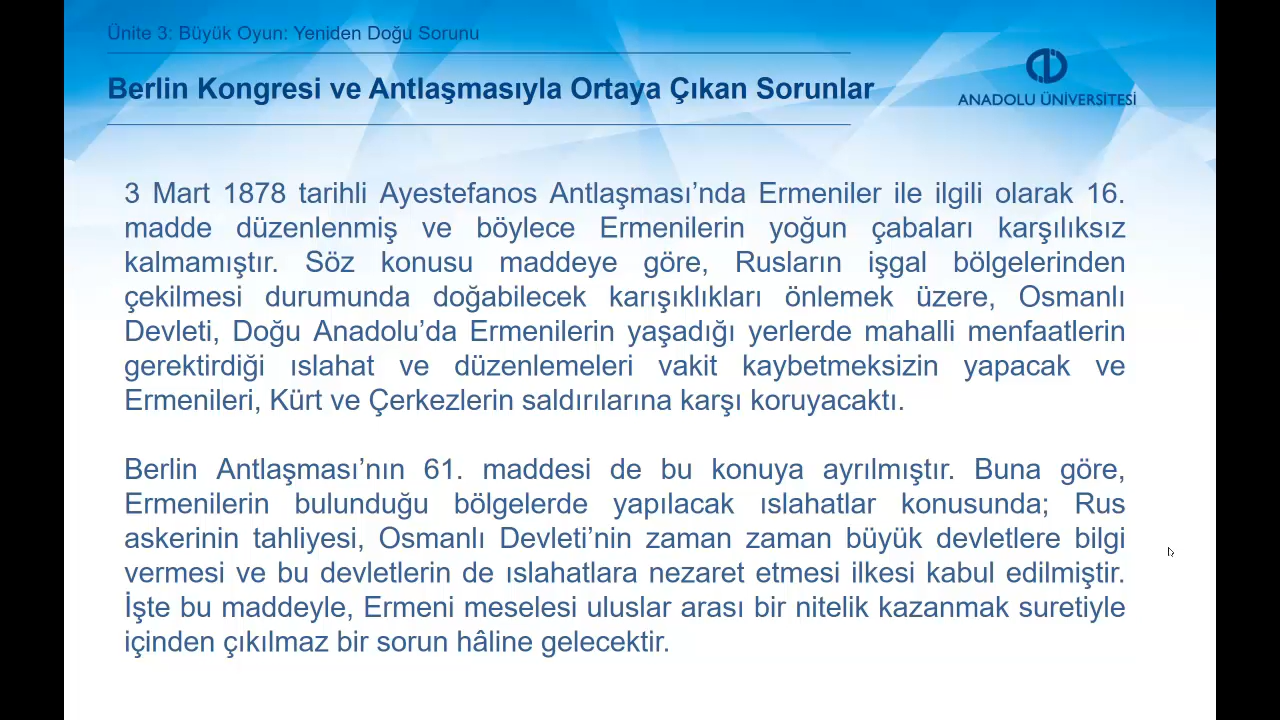 Ünite 3: Büyük Oyun: Yeniden Doğu Sorunu
Berlin Kongresi ve Antlaşmasıyla Ortaya Çıkan Sorunlar
ANADOLU ÜNİVERSİTESİ
3 Mart 1878 tarihli Ayestefanos Antlaşması’nda Ermeniler ile ilgili olarak 16.
madde düzenlenmiş ve böylece Ermenilerin yoğun çabaları karşılıksız
kalmamıştır. Söz konusu maddeye göre, Rusların işgal bölgelerinden
çekilmesi durumunda doğabilecek karışıklıkları önlemek üzere, Osmanlı
Devleti, Doğu Anadolu’da Ermenilerin yaşadığı yerlerde mahalli menfaatlerin
gerektirdiği ıslahat ve düzenlemeleri vakit kaybetmeksizin yapacak ve
Ermenileri, Kürt ve Çerkezlerin saldırılarına karşı koruyacaktı.
Berlin Antlaşması’nın 61. maddesi de bu konuya ayrılmıştır. Buna göre,
Ermenilerin bulunduğu bölgelerde yapılacak ıslahatlar konusunda; Rus
askerinin tahliyesi, Osmanlı Devleti’nin zaman zaman büyük devletlere bilgi
vermesi ve bu devletlerin de ıslahatlara nezaret etmesi ilkesi kabul edilmiştir.
İşte bu maddeyle, Ermeni meselesi uluslar arası bir nitelik kazanmak suretiyle
içinden çıkılmaz bir sorun hâline gelecektir.